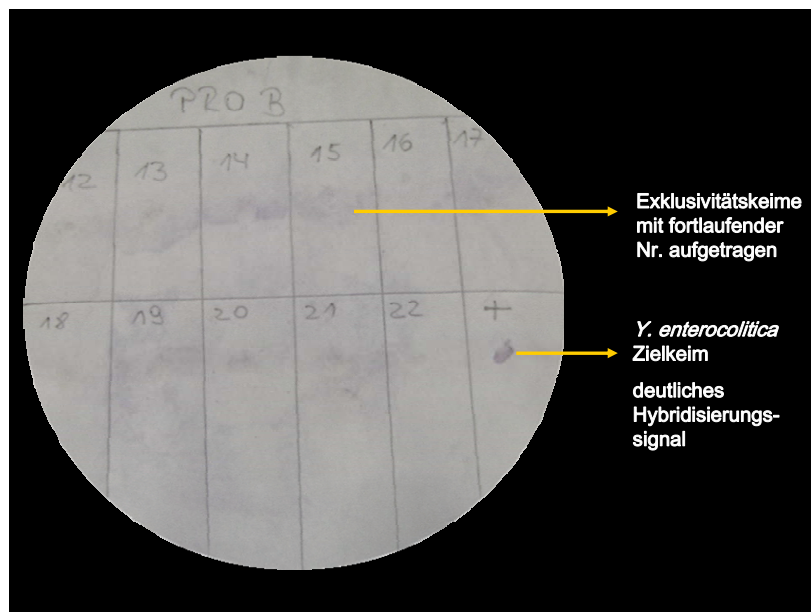 PRO B
12 13 14 15 16 17
Exklusivitätskeime
mit fortlaufender
Nr. aufgetragen
18 19 20 21 22 +
Y. enterocolitica
Zielkeim
deutliches
Hybridisierungs-
signal